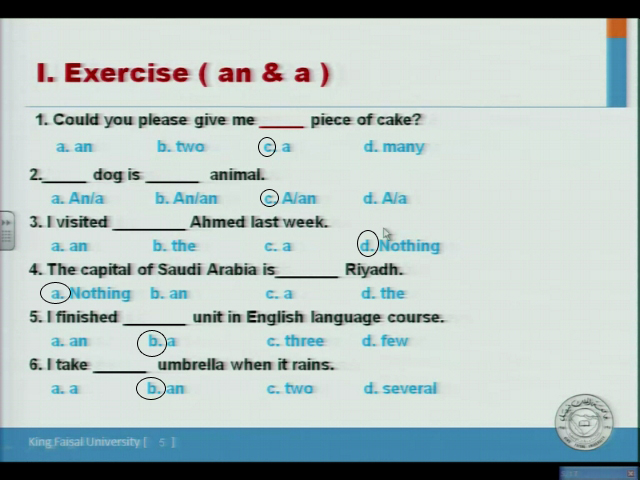 I. Exercise ( an & a )
1. Could you please give me _____ piece of cake?
a. an b. two c. a d. many
2._____ dog is ______ animal.
a. An/a b. An/an c. A/an d. A/a
3. I visited ________ Ahmed last week.
a. an b. the c. a d. Nothing
4. The capital of Saudi Arabia is_______ Riyadh.
a. Nothing b. an c. a d. the
5. I finished _______ unit in English language course.
a. an b. a c. three d. few
6. I take ______ umbrella when it rains.
a. a b. an c. two d. several
King Faisal University [ 5 ]